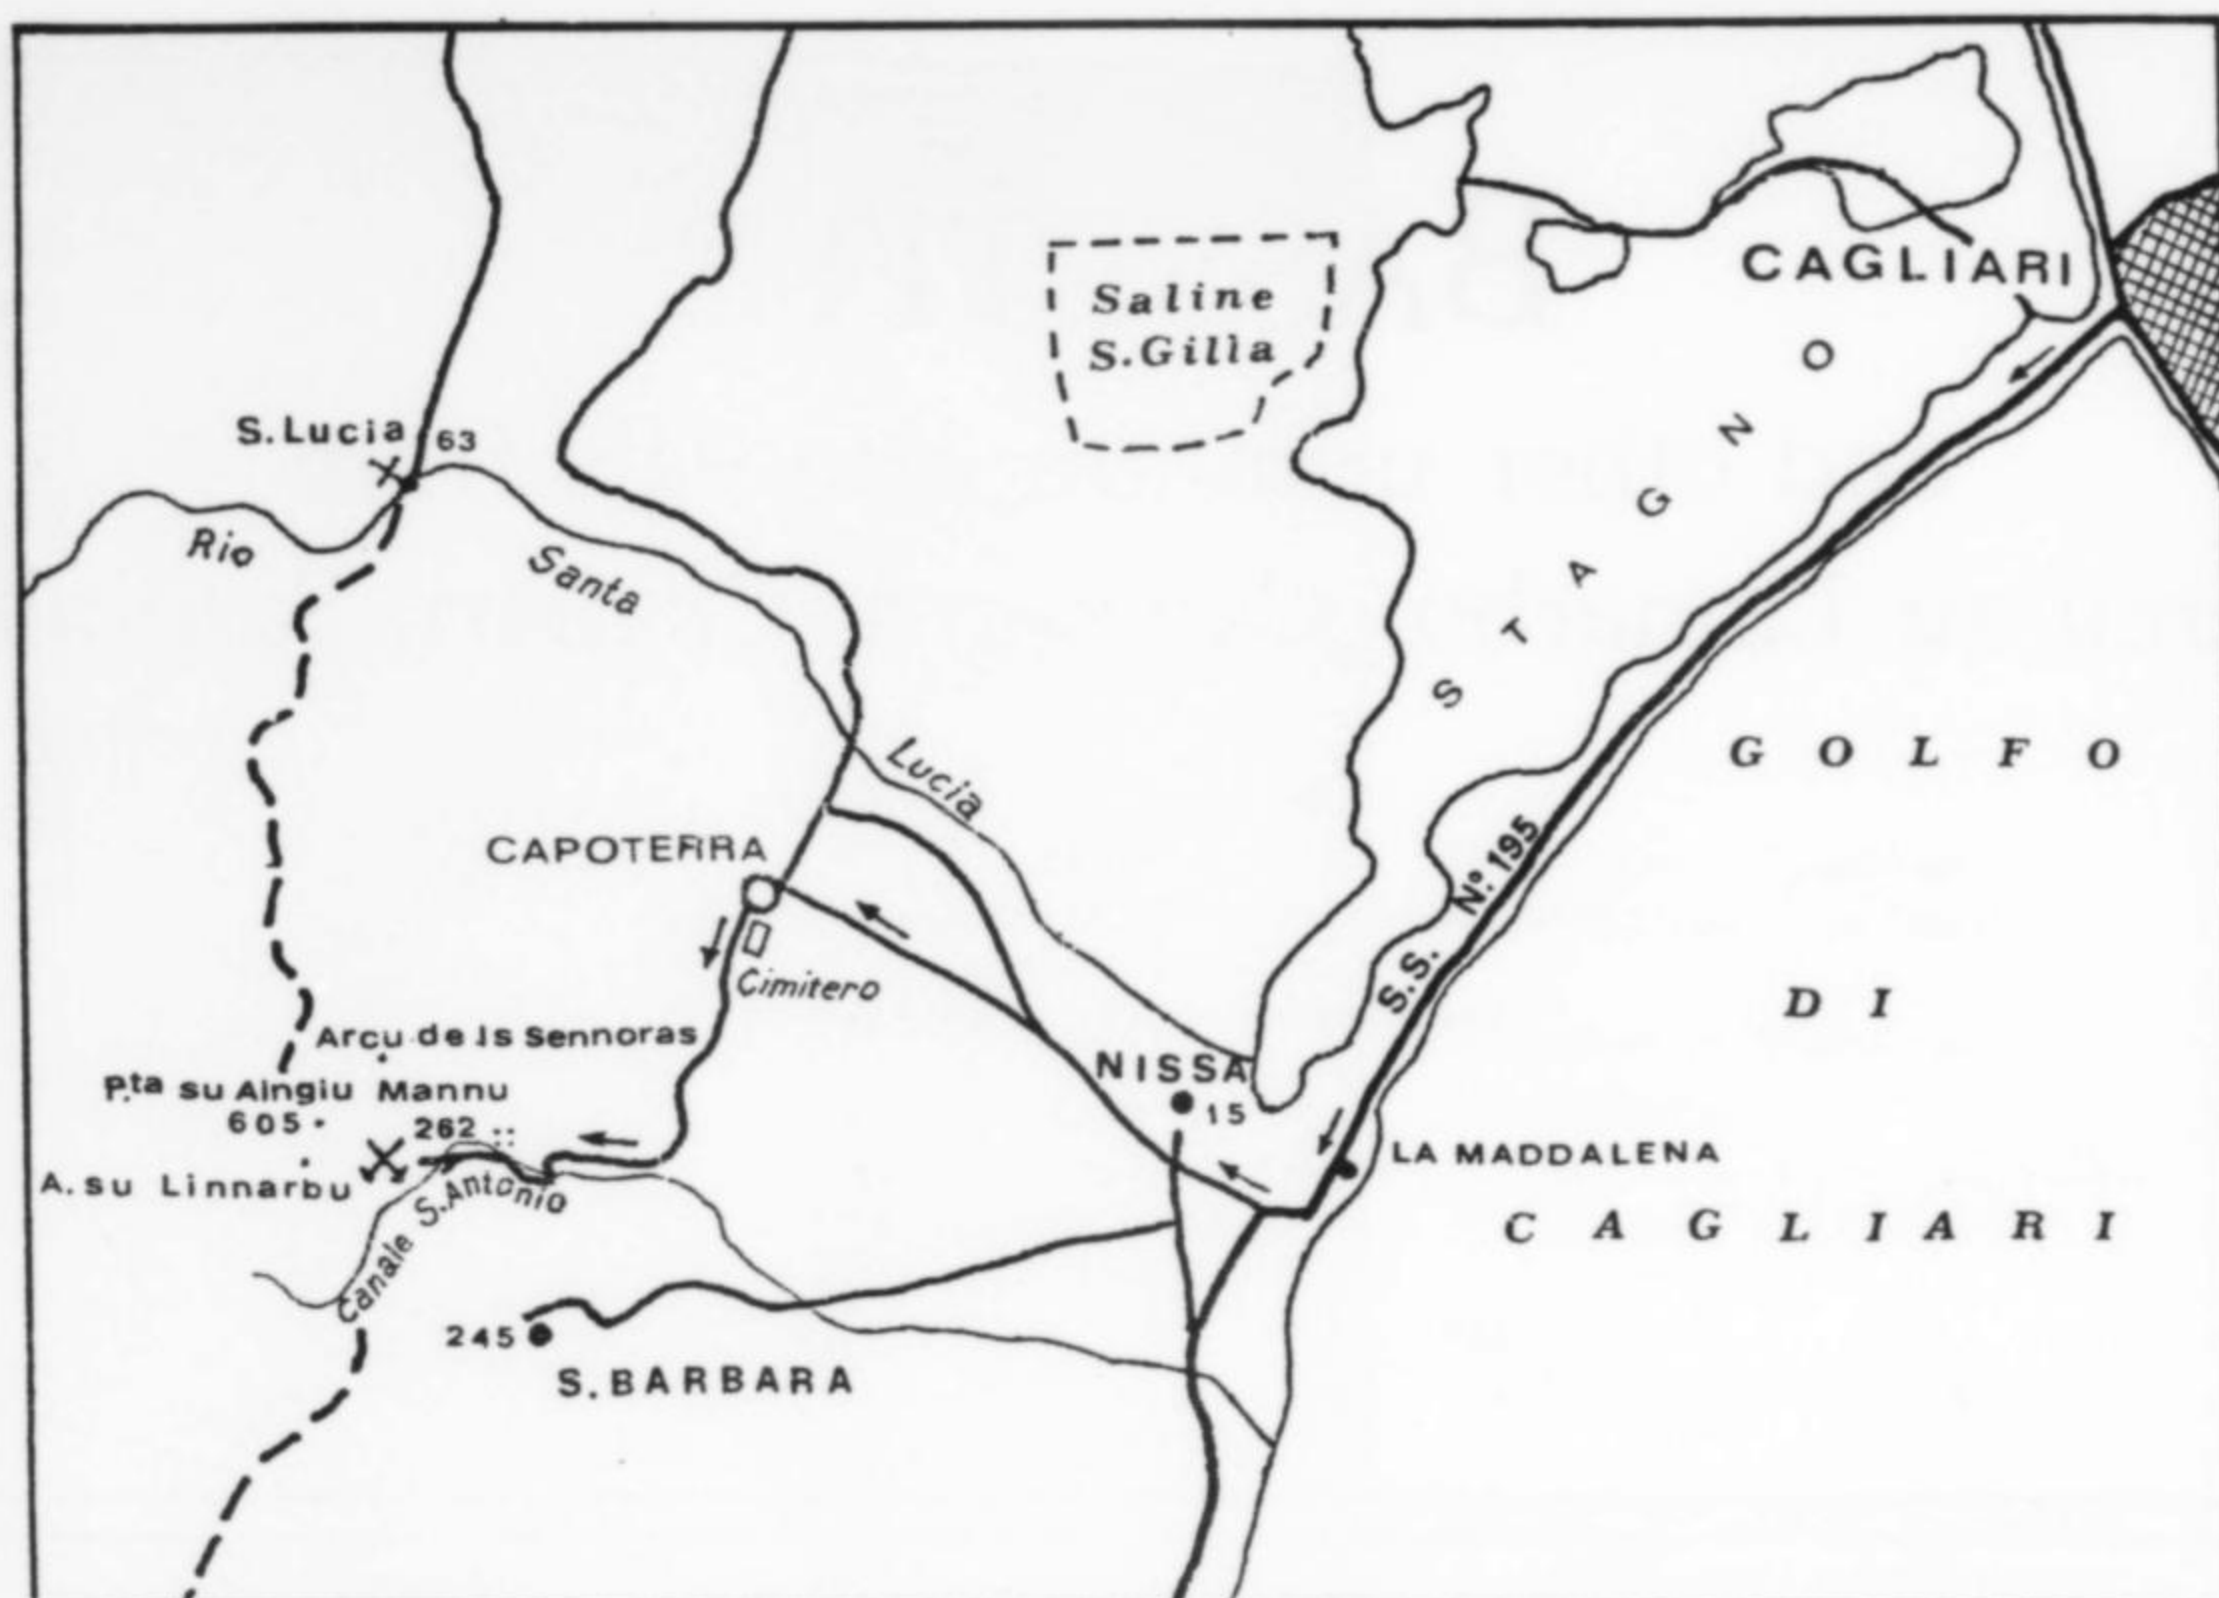 CAGLIARI
Saline
S.Gilla
STAGNO
S.Lucia 63
Rio Santa Lucia
GOLFO
DI
CAGLIARI
S.S. N°.195
CAPOTERRA
Cimitero
Arcu de Is Sennoras
NISSA
15
P.ta su Aingiu Mannu
605
262
LA MADDALENA
A. su Linnarbu
Canale S.Antonio
245
S.BARBARA